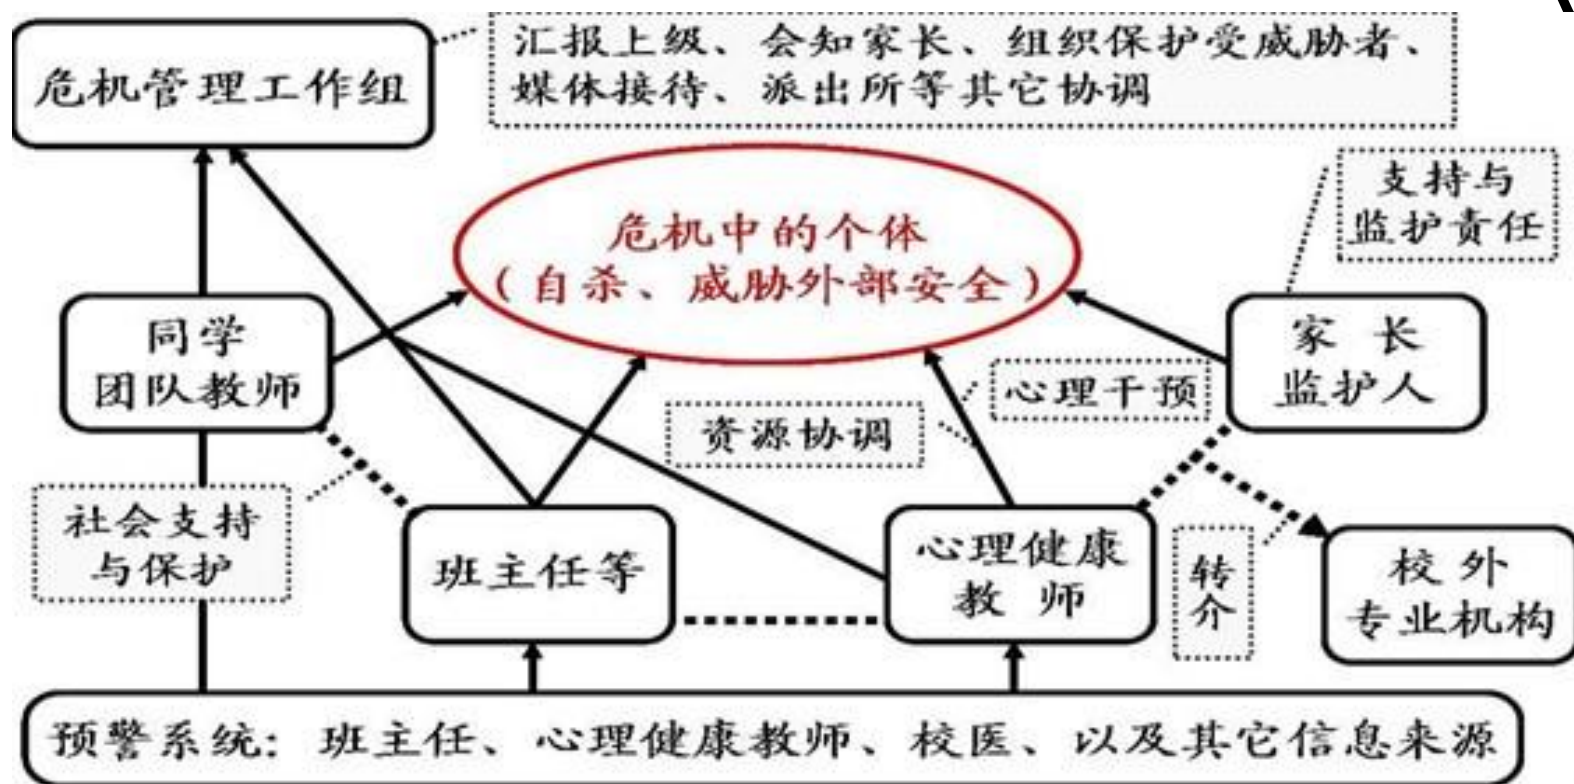 危机管理工作组
汇报上级、会知家长、组织保护受威胁者、
媒体接待、派出所等其它协调
支持与
监护责任
危机中的个体
（自杀、威胁外部安全）
同学
团队教师
家 长
监护人
心理干预
资源协调
社会支持
与保护
班主任等
心理健康
教 师
转
介
校 外
专业机构
预警系统：班主任、心理健康教师、校医、以及其它信息来源